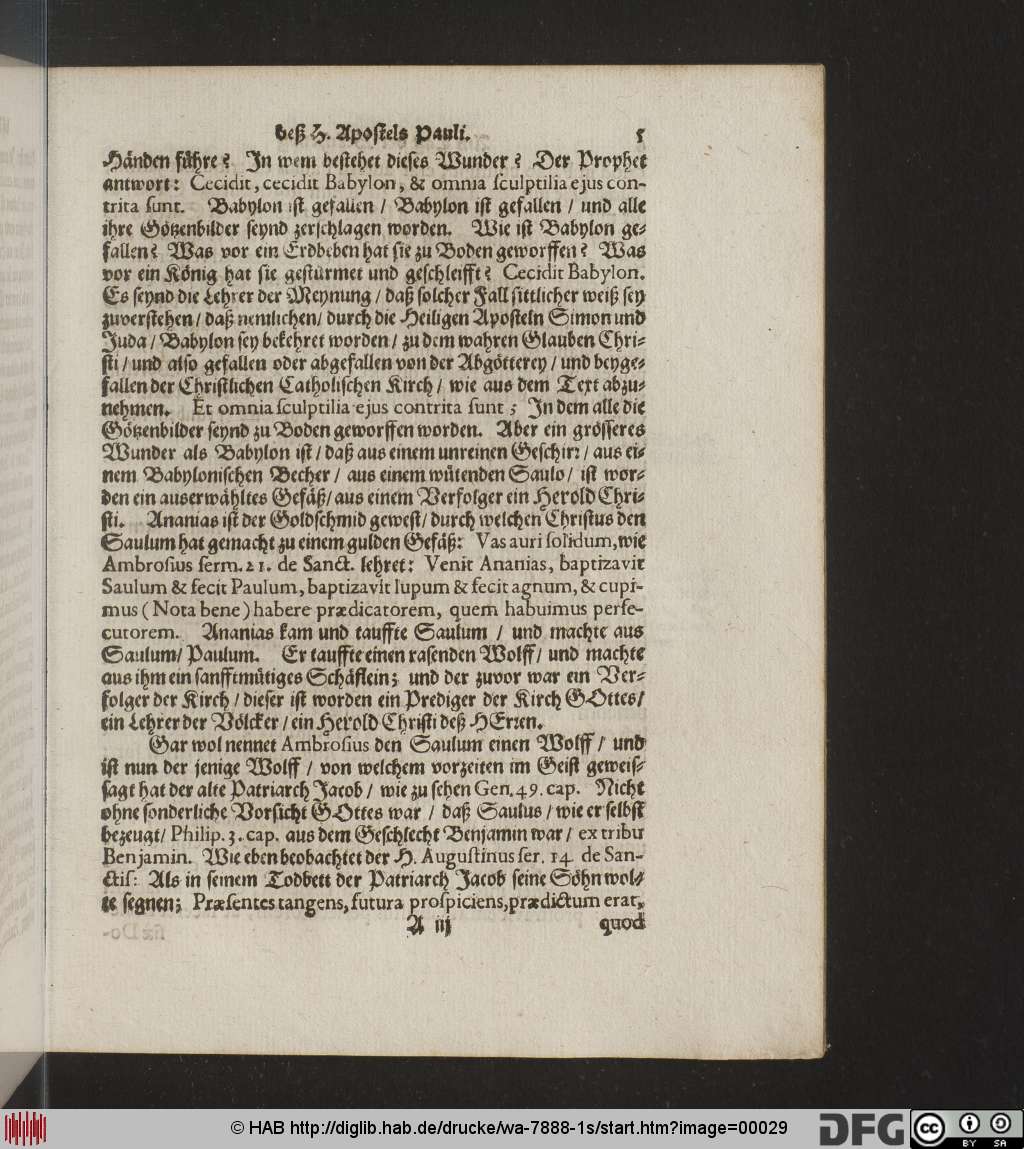 deß H. Apostels Pauli. 5
Händen führe? In wem bestehet dieses Wunder? Der Prophet
antwort: Cecidit, cecidit Babylon, & omnia sculptilia ejus con-
trita sunt. Babylon ist gefallen / Babylon ist gefallen / und alle
ihre Götzenbilder seynd zerschlagen worden. Wie ist Babylon ge-
fallen? Was vor ein Erdbeben hat sie zu Boden geworffen? Was
vor ein König hat sie gestürmet und geschleifft? Cecidit Babylon.
Es seynd die Lehrer der Meynung / daß solcher Fall sittlicher weiß sey
zuverstehen / daß nemlichen / durch die Heiligen Aposteln Simon und
Juda / Babylon sey bekehret worden / zu dem wahren Glauben Chri-
sti / und also gefallen oder abgefallen von der Abgötterey / und beyge-
fallen der Christlichen Catholischen Kirch / wie aus dem Text abzu-
nehmen. Et omnia sculptilia ejus contrita sunt; In dem alle die
Götzenbilder seynd zu Boden geworffen worden. Aber ein grösseres
Wunder als Babylon ist / daß aus einem unreinen Geschirr / aus ei-
nem Babylonischen Becher / aus einem wütenden Saulo / ist wor-
den ein auserwähltes Gefäß / aus einem Verfolger ein Herold Chri-
sti. Ananias ist der Goldschmid gewest / durch welchen Christus den
Saulum hat gemacht zu einem gulden Gefäß: Vas auri solidum, wie
Ambrosius serm. 21. de Sanct. lehret: Venit Ananias, baptizavit
Saulum & fecit Paulum, baptizavit lupum & fecit agnum, & cupi-
mus (Nota bene) habere prædicatorem, quem habuimus perse-
cutorem. Ananias kam und tauffte Saulum / und machte aus
Saulum / Paulum. Er tauffte einen rasenden Wolff / und machte
aus ihm ein sanfftmütiges Schäflein; und der zuvor war ein Ver-
folger der Kirch / dieser ist worden ein Prediger der Kirch GOttes /
ein Lehrer der Völcker / ein Herold Christi deß HErren.
Gar wol nennet Ambrosius den Saulum einen Wolff / und
ist nun der jenige Wolff / von welchem vorzeiten im Geist geweis-
sagt hat der alte Patriarch Jacob / wie zu sehen Gen. 49. cap. Nicht
ohne sonderliche Vorsicht GOttes war / daß Saulus / wie er selbst
bezeugt / Philip. 3. cap. aus dem Geschlecht Benjamin war / ex tribu
Benjamin. Wie eben beobachtet der H. Augustinus ser. 14 de San-
ctis: Als in seinem Todbett der Patriarch Jacob seine Söhn wol-
te segnen; Præsentes tangens, futura prospiciens, prædictum erat,
A iij quod
© HAB http://diglib.hab.de/drucke/wa-7888-1s/start.htm?image=00029
DFG
cc
BY SA